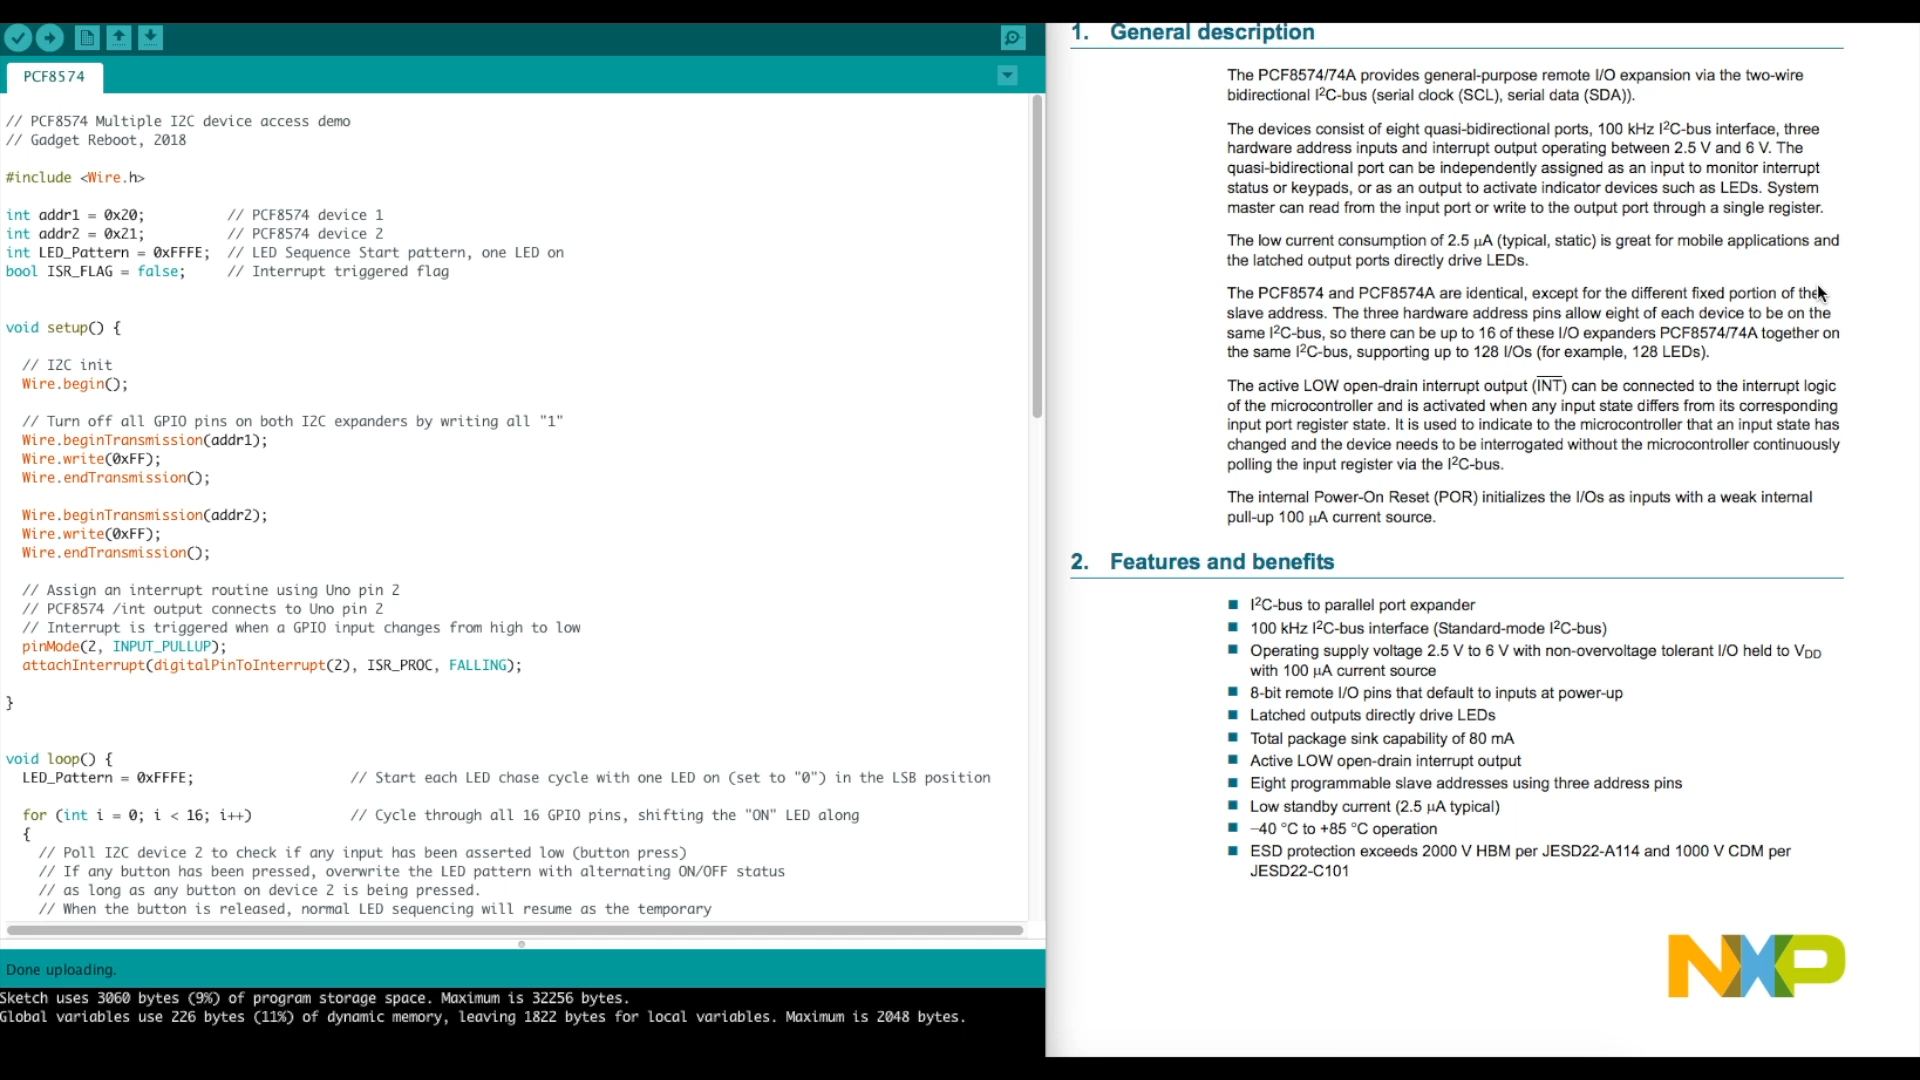 PCF8574
// PCF8574 Multiple I2C device access demo
// Gadget Reboot, 2018
#include <Wire.h>
int addr1 = 0x20;          // PCF8574 device 1
int addr2 = 0x21;          // PCF8574 device 2
int LED_Pattern = 0xFFFE;  // LED Sequence Start pattern, one LED on
bool ISR_FLAG = false;     // Interrupt triggered flag
void setup() {
// I2C init
Wire.begin();
// Turn off all GPIO pins on both I2C expanders by writing all "1"
Wire.beginTransmission(addr1);
Wire.write(0xFF);
Wire.endTransmission();
Wire.beginTransmission(addr2);
Wire.write(0xFF);
Wire.endTransmission();
// Assign an interrupt routine using Uno pin 2
// PCF8574 /int output connects to Uno pin 2
// Interrupt is triggered when a GPIO input changes from high to low
pinMode(2, INPUT_PULLUP);
attachInterrupt(digitalPinToInterrupt(2), ISR_PROC, FALLING);
}
void loop() {
LED_Pattern = 0xFFFE;                   // Start each LED chase cycle with one LED on (set to "0") in the LSB position
for (int i = 0; i < 16; i++)            // Cycle through all 16 GPIO pins, shifting the "ON" LED along
{
// Poll I2C device 2 to check if any input has been asserted low (button press)
// If any button has been pressed, overwrite the LED pattern with alternating ON/OFF status
// as long as any button on device 2 is being pressed.
// When the button is released, normal LED sequencing will resume as the temporary
Done uploading.
Sketch uses 3060 bytes (9%) of program storage space. Maximum is 32256 bytes.
Global variables use 226 bytes (11%) of dynamic memory, leaving 1822 bytes for local variables. Maximum is 2048 bytes.
1. General description
The PCF8574/74A provides general-purpose remote I/O expansion via the two-wire
bidirectional I²C-bus (serial clock (SCL), serial data (SDA)).
The devices consist of eight quasi-bidirectional ports, 100 kHz I²C-bus interface, three
hardware address inputs and interrupt output operating between 2.5 V and 6 V. The
quasi-bidirectional port can be independently assigned as an input to monitor interrupt
status or keypads, or as an output to activate indicator devices such as LEDs. System
master can read from the input port or write to the output port through a single register.
The low current consumption of 2.5 μA (typical, static) is great for mobile applications and
the latched output ports directly drive LEDs.
The PCF8574 and PCF8574A are identical, except for the different fixed portion of the
slave address. The three hardware address pins allow eight of each device to be on the
same I²C-bus, so there can be up to 16 of these I/O expanders PCF8574/74A together on
the same I²C-bus, supporting up to 128 I/Os (for example, 128 LEDs).
The active LOW open-drain interrupt output (INT) can be connected to the interrupt logic
of the microcontroller and is activated when any input state differs from its corresponding
input port register state. It is used to indicate to the microcontroller that an input state has
changed and the device needs to be interrogated without the microcontroller continuously
polling the input register via the I²C-bus.
The internal Power-On Reset (POR) initializes the I/Os as inputs with a weak internal
pull-up 100 μA current source.
2. Features and benefits
■ I²C-bus to parallel port expander
■ 100 kHz I²C-bus interface (Standard-mode I²C-bus)
■ Operating supply voltage 2.5 V to 6 V with non-overvoltage tolerant I/O held to VDD
with 100 μA current source
■ 8-bit remote I/O pins that default to inputs at power-up
■ Latched outputs directly drive LEDs
■ Total package sink capability of 80 mA
■ Active LOW open-drain interrupt output
■ Eight programmable slave addresses using three address pins
■ Low standby current (2.5 μA typical)
■ −40 °C to +85 °C operation
■ ESD protection exceeds 2000 V HBM per JESD22-A114 and 1000 V CDM per
JESD22-C101
NXP